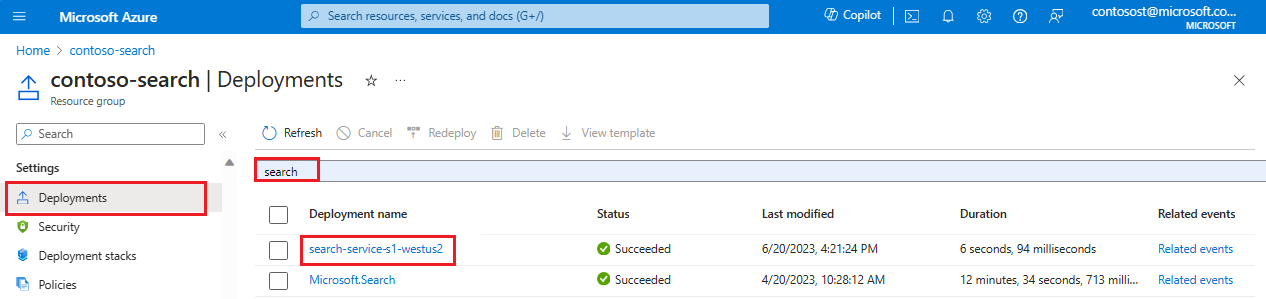 Microsoft Azure
Search resources, services, and docs (G+/)
Copilot
contosost@microsoft.co...
MICROSOFT
Home > contoso-search
contoso-search | Deployments
Resource group
Search
Refresh Cancel Redeploy Delete View template
search
Settings
Deployments
Security
Deployment stacks
Policies
Deployment name Status Last modified Duration Related events
search-service-s1-westus2 Succeeded 6/20/2023, 4:21:24 PM 6 seconds, 94 milliseconds Related events
Microsoft.Search Succeeded 4/20/2023, 10:28:12 AM 12 minutes, 34 seconds, 713 milli... Related events